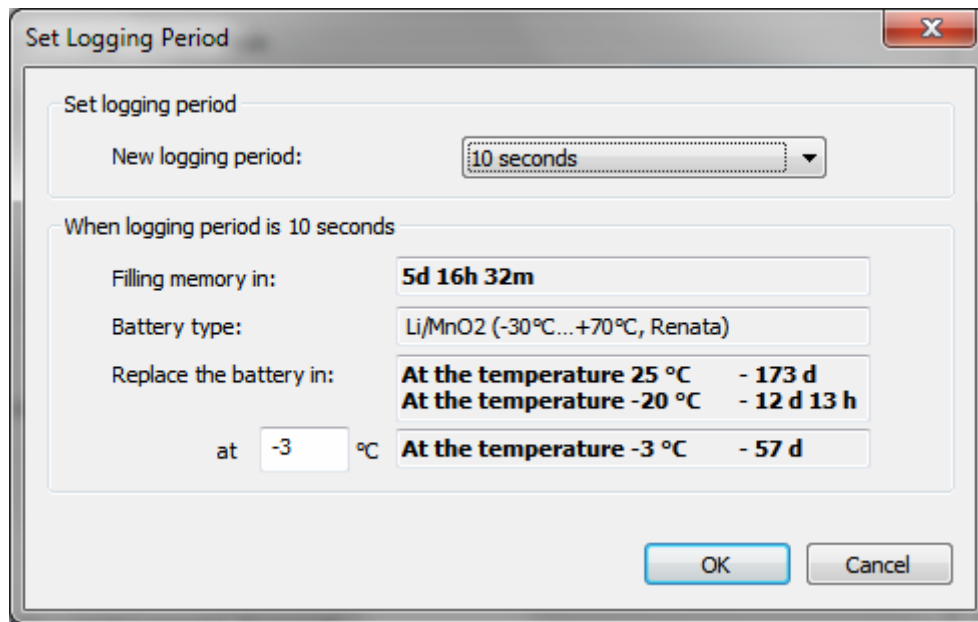 Set Logging Period
Set logging period
New logging period: 10 seconds
When logging period is 10 seconds
Filling memory in: 5d 16h 32m
Battery type: Li/MnO2 (-30°C...+70°C, Renata)
Replace the battery in: At the temperature 25 °C - 173 d
At the temperature -20 °C - 12 d 13 h
at -3 °C At the temperature -3 °C - 57 d
OK Cancel